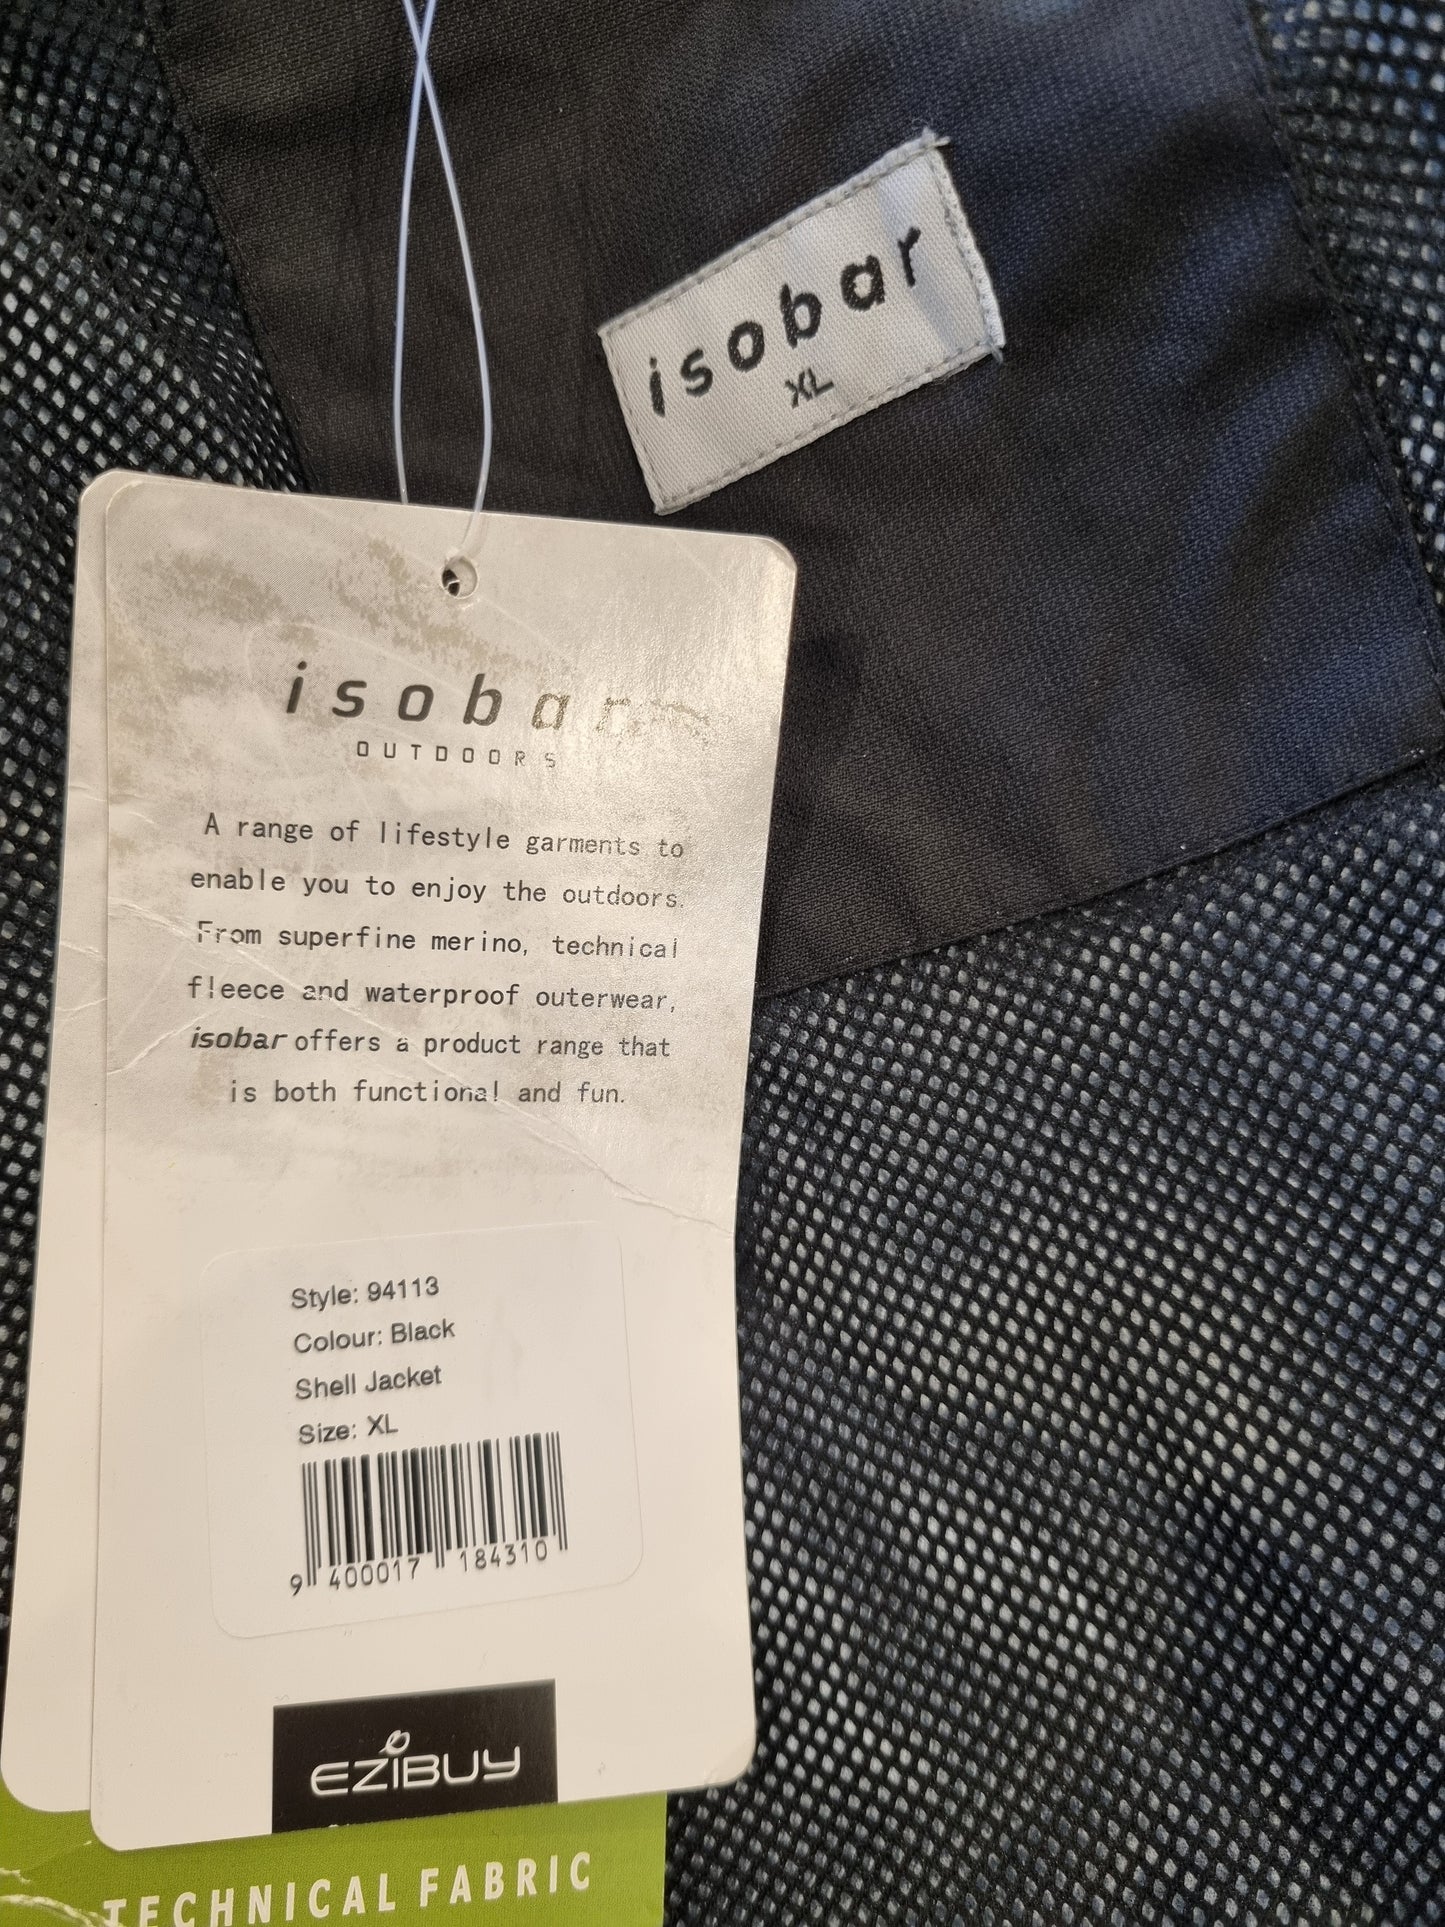 isobar
XL
isobar
OUTDOORS
A range of lifestyle garments to
enable you to enjoy the outdoors.
From superfine merino, technical
fleece and waterproof outerwear,
isobar offers a product range that
is both functional and fun.
Style: 94113
Colour: Black
Shell Jacket
Size: XL
9 400017 184310
EZIBUY
TECHNICAL FABRIC